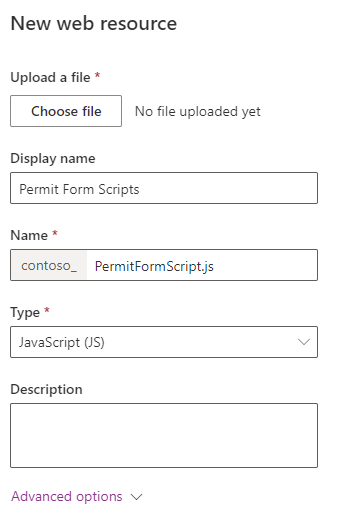 New web resource
Upload a file *
Choose file No file uploaded yet
Display name
Permit Form Scripts
Name *
contoso_ PermitFormScript.js
Type *
JavaScript (JS)
Description
Advanced options